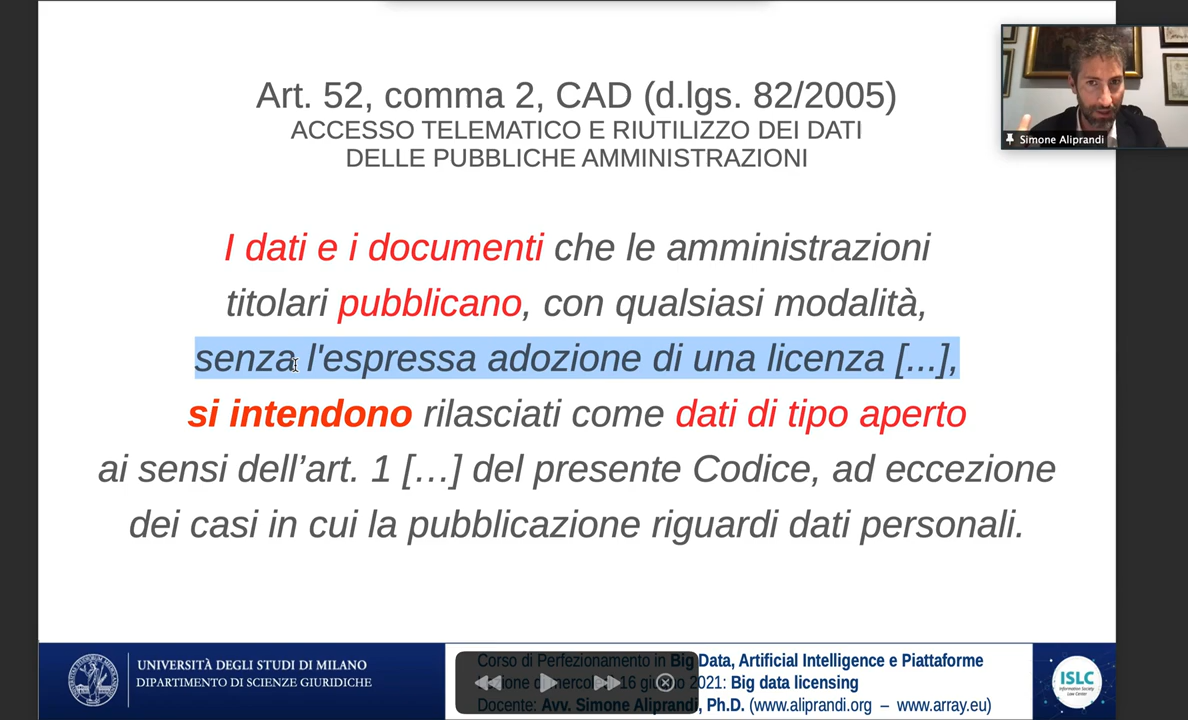 Art. 52, comma 2, CAD (d.lgs. 82/2005)
ACCESSO TELEMATICO E RIUTILIZZO DEI DATI
DELLE PUBBLICHE AMMINISTRAZIONI
Simone Aliprandi
I dati e i documenti che le amministrazioni
titolari pubblicano, con qualsiasi modalità,
senza l'espressa adozione di una licenza [...],
si intendono rilasciati come dati di tipo aperto
ai sensi dell’art. 1 […] del presente Codice, ad eccezione
dei casi in cui la pubblicazione riguardi dati personali.
UNIVERSITÀ DEGLI STUDI DI MILANO
DIPARTIMENTO DI SCIENZE GIURIDICHE
Corso di Perfezionamento in Big Data, Artificial Intelligence e Piattaforme
16 2021: Big data licensing
Docente: Avv. Simone Aliprandi, Ph.D. (www.aliprandi.org – www.array.eu)
ISLC
Information Society
Law Center